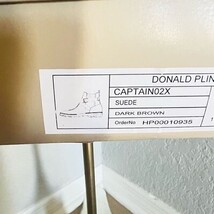 DONALD PLIN
CAPTAIN02X
SUEDE
DARK BROWN
OrderNo HP00010935